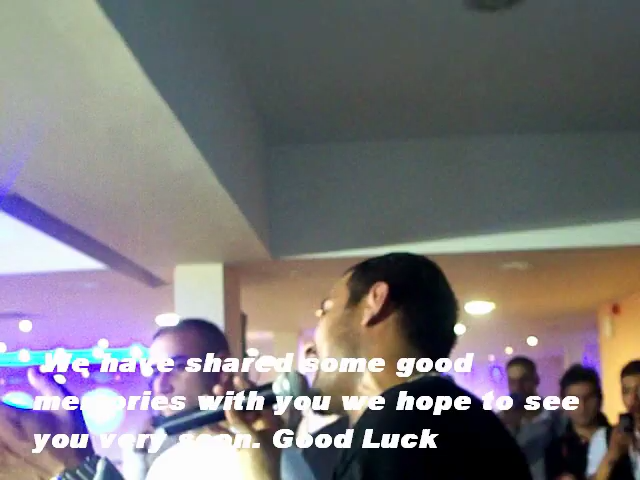 We have shared some good
memories with you we hope to see
you very soon. Good Luck